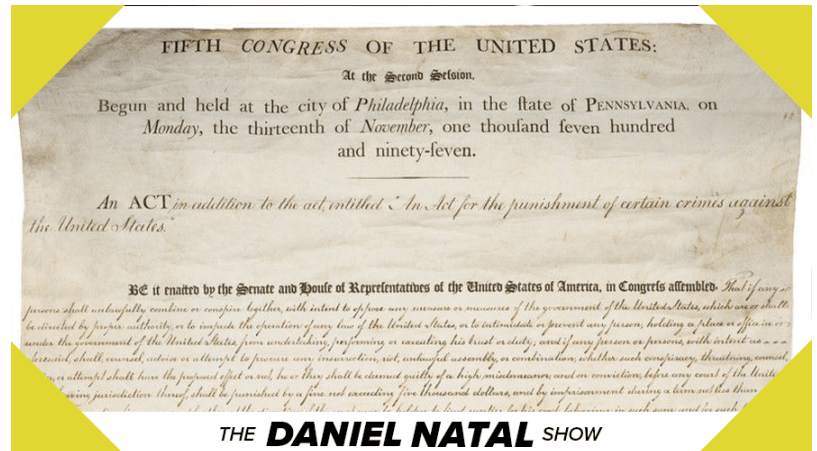 FIFTH CONGRESS OF THE UNITED STATES:
At the Second Session,
Begun and held at the city of Philadelphia, in the ſtate of PENNSYLVANIA, on
Monday, the thirteenth of November, one thouſand ſeven hundred
and ninety-ſeven.
An ACT in addition to the act, entitled "An Act for the punishment of certain crimes against
the United States."
BE it enacted by the Senate and Houſe of Repreſentatives of the United States of America, in Congreſs aſſembled. That if any
persons shall unlawfully combine or conspire together, with intent to oppose any measure or measures of the government of the United States, which are or shall
be directed by proper authority, or to impede the operation of any law of the United States, or to intimidate or prevent any person, holding a place or office in or
under the government of the United States, from undertaking, performing or executing his trust or duty; and if any person or persons, with intent as
aforesaid, shall counsel, advise or attempt to procure any insurrection, riot, unlawful assembly, or combination, whether such conspiracy, threatening, counsel,
or attempt shall have the proposed effect or not, he or they shall be deemed guilty of a high misdemeanor, and on conviction, before any court of the United
jurisdiction thereof, shall be punished by a fine not exceeding five thousand dollars, and by imprisonment during a term not less than
THE DANIEL NATAL SHOW